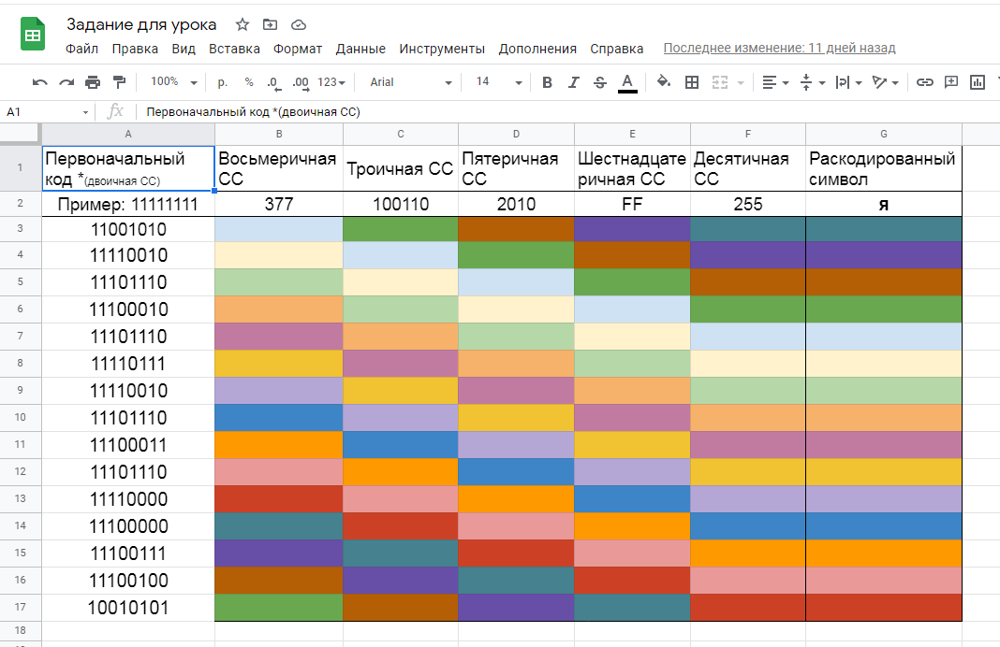 Задание для урока
Файл Правка Вид Вставка Формат Данные Инструменты Дополнения Справка Последнее изменение: 11 дней назад
100% р. % .0 .00 123 Arial 14 B I S A
A1 fx Первоначальный код *(двоичная СС)
A B C D E F G
1 Первоначальный код *(двоичная СС) Восьмеричная СС Троичная СС Пятеричная СС Шестнадцатеричная СС Десятичная СС Раскодированный символ
2 Пример: 11111111 377 100110 2010 FF 255 я
3 11001010
4 11110010
5 11101110
6 11100010
7 11101110
8 11110111
9 11110010
10 11101110
11 11100011
12 11101110
13 11110000
14 11100000
15 11100111
16 11100100
17 10010101
18